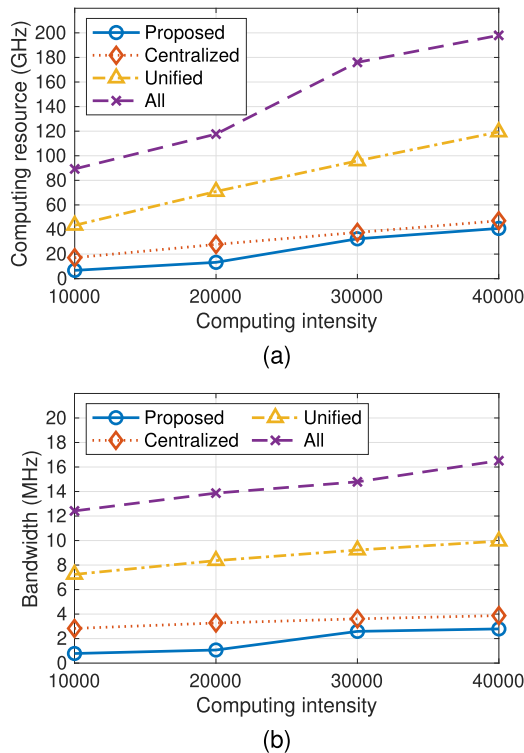 Proposed
Centralized
Unified
All
Computing resource (GHz)
200
180
160
140
120
100
80
60
40
20
0
10000 20000 30000 40000
Computing intensity
(a)
Proposed Unified
Centralized All
Bandwidth (MHz)
20
18
16
14
12
10
8
6
4
2
0
10000 20000 30000 40000
Computing intensity
(b)